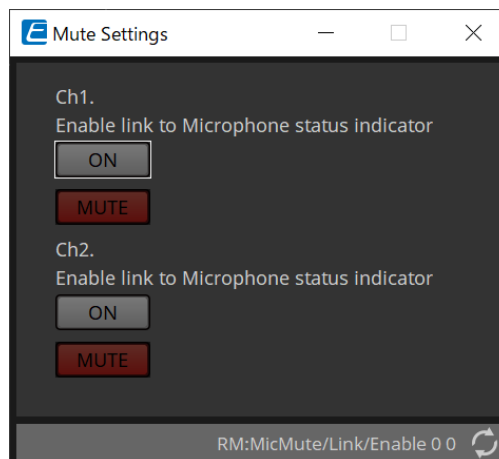 Mute Settings
Ch1.
Enable link to Microphone status indicator
ON
MUTE
Ch2.
Enable link to Microphone status indicator
ON
MUTE
RM:MicMute/Link/Enable 0 0